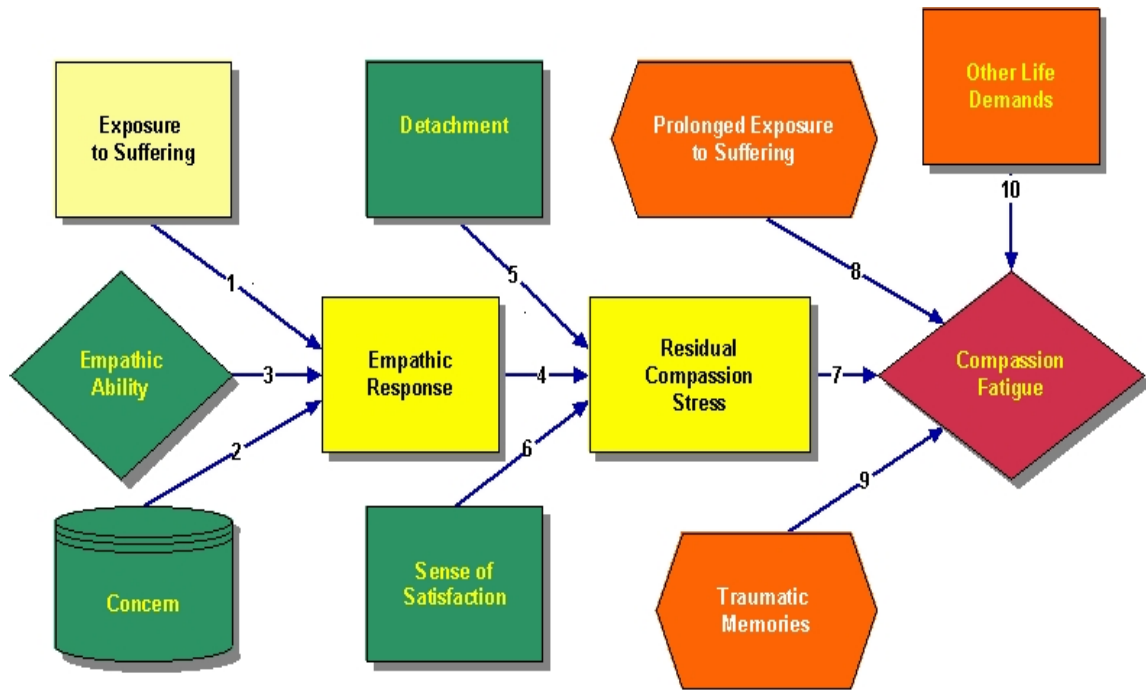 Exposure
to Suffering
Detachment
Prolonged Exposure
to Suffering
Other Life
Demands
10
1
5
8
Empathic
Ability
3
Empathic
Response
4
Residual
Compassion
Stress
7
Compassion
Fatigue
2
6
9
Concern
Sense of
Satisfaction
Traumatic
Memories